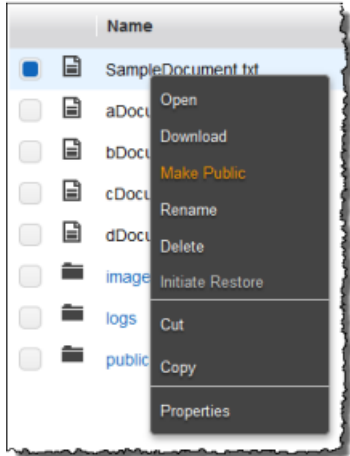 Name
SampleDocument.txt
Open
aDocu
Download
bDocu
Make Public
cDocu
Rename
dDocu
Delete
image
Initiate Restore
logs
Cut
public
Copy
Properties